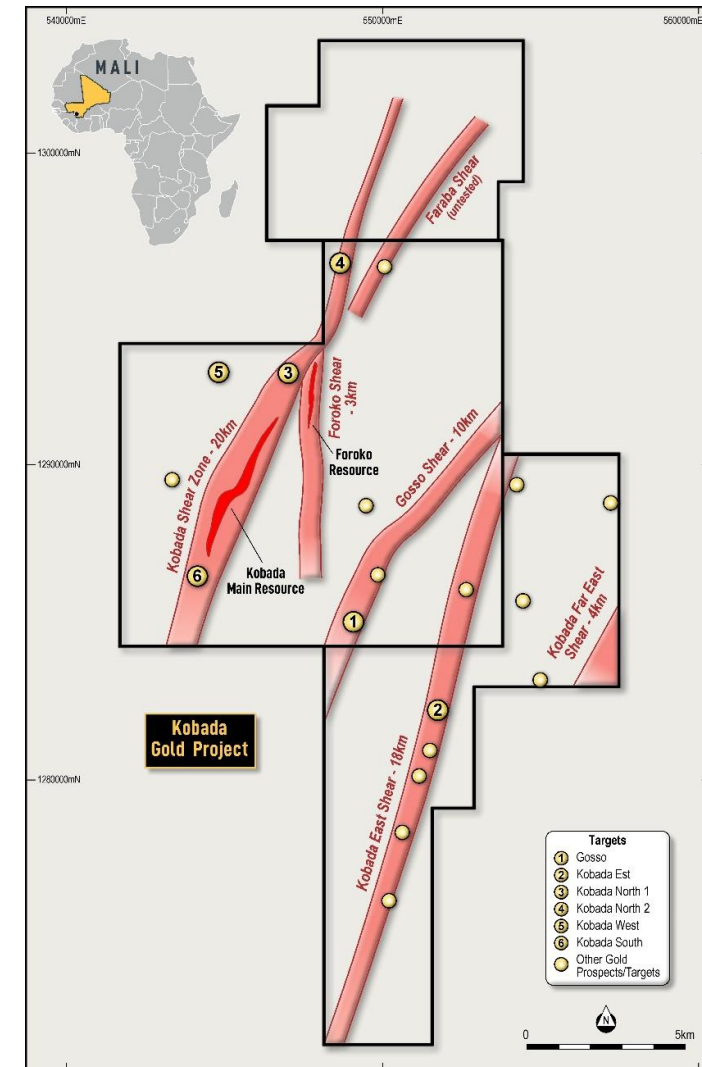 540000mE
550000mE
560000mE
MALI
1300000mN
Faraba Shear
(untested)
4
5
3
Foroko Shear
- 3km
Foroko
Resource
Kobada Shear Zone - 20km
1290000mN
Gosso Shear - 10km
Kobada
Main Resource
6
1
Kobada Far East
Shear - 4km
2
Kobada
Gold Project
1280000mN
Kobada East Shear - 18km
Targets
1 Gosso
2 Kobada Est
3 Kobada North 1
4 Kobada North 2
5 Kobada West
6 Kobada South
Other Gold
Prospects/Targets
N
0
5km